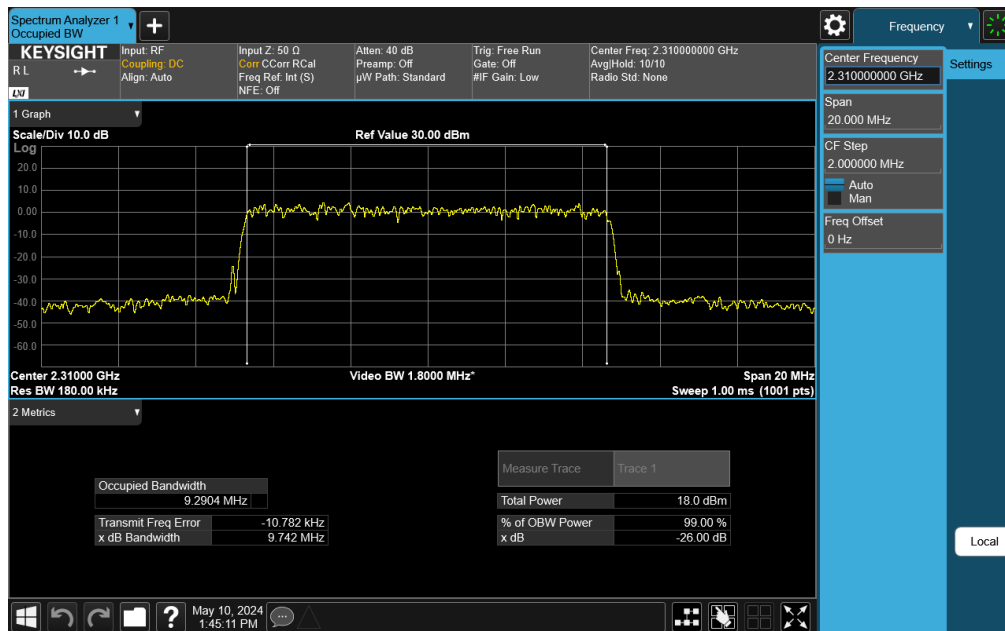 Spectrum Analyzer 1
Occupied BW
Frequency
KEYSIGHT
R L
LXI
Input: RF
Coupling: DC
Align: Auto
Input Z: 50 Ω
Corr CCorr RCal
Freq Ref: Int (S)
NFE: Off
Atten: 40 dB
Preamp: Off
µW Path: Standard
Trig: Free Run
Gate: Off
#IF Gain: Low
Center Freq: 2.310000000 GHz
Avg|Hold: 10/10
Radio Std: None
Center Frequency
2.310000000 GHz
Settings
Span
20.000 MHz
CF Step
2.000000 MHz
Auto
Man
Freq Offset
0 Hz
1 Graph
Scale/Div 10.0 dB
Ref Value 30.00 dBm
Log
20.0
10.0
0.00
-10.0
-20.0
-30.0
-40.0
-50.0
-60.0
Center 2.31000 GHz
Video BW 1.8000 MHz*
Span 20 MHz
Res BW 180.00 kHz
Sweep 1.00 ms (1001 pts)
2 Metrics
Measure Trace Trace 1
Occupied Bandwidth
9.2904 MHz
Total Power 18.0 dBm
Transmit Freq Error -10.782 kHz
% of OBW Power 99.00 %
x dB Bandwidth 9.742 MHz
x dB -26.00 dB
Local
May 10, 2024
1:45:11 PM